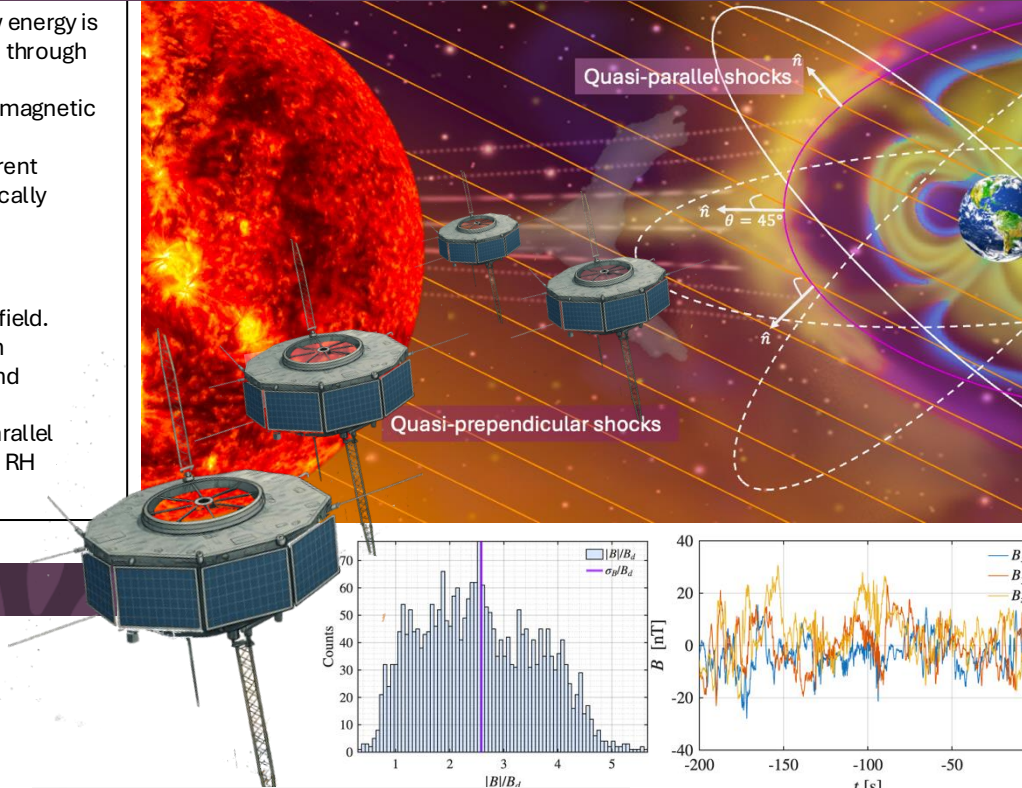 energy is
through
magnetic
rent
cally
field.
nd
rallel
RH
Quasi-parallel shocks
n̂
n̂
θ = 45°
n̂
Quasi-prependicular shocks
70
60
50
40
30
20
10
0
Counts
1 2 3 4 5
|B|/B_d
|B|/B_d
σ_B/B_d
40
20
0
-20
-40
B [nT]
-200 -150 -100 -50
t [s]
B
B
B